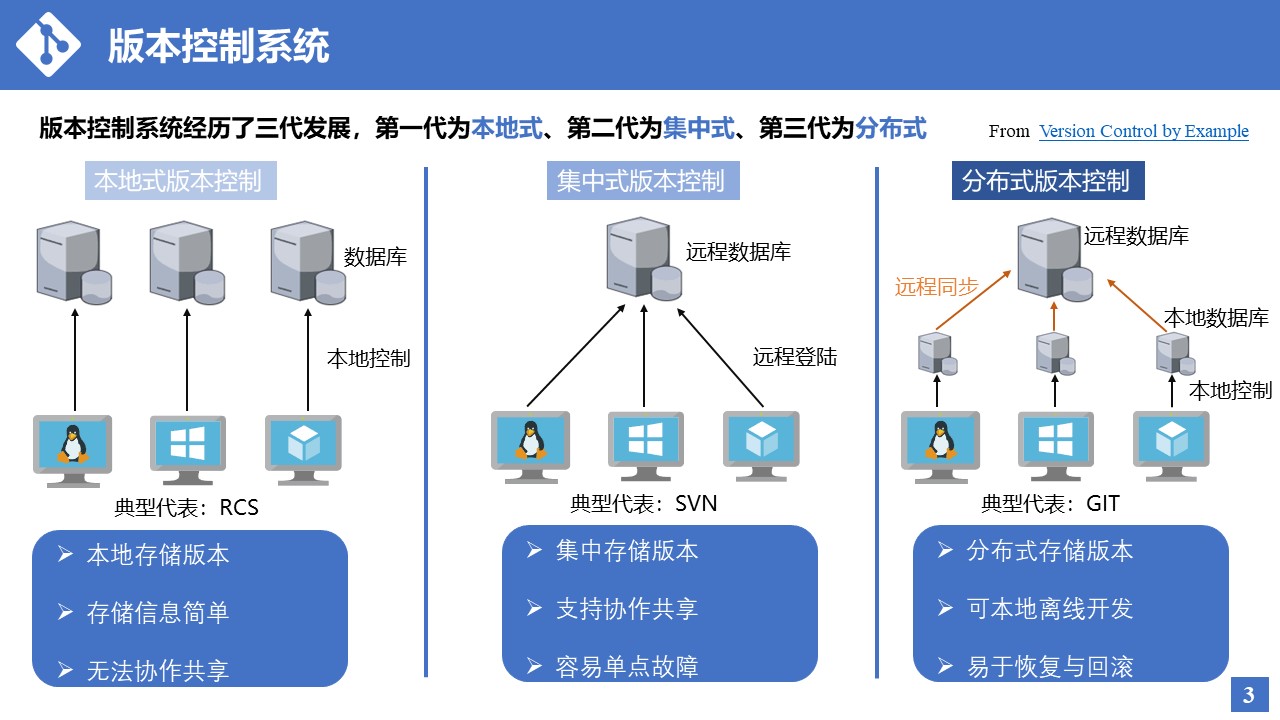 版本控制系统
版本控制系统经历了三代发展，第一代为本地式、第二代为集中式、第三代为分布式
From Version Control by Example
本地式版本控制
数据库
本地控制
典型代表：RCS
本地存储版本
存储信息简单
无法协作共享
集中式版本控制
远程数据库
远程登陆
典型代表：SVN
集中存储版本
支持协作共享
容易单点故障
分布式版本控制
远程数据库
远程同步
本地数据库
本地控制
典型代表：GIT
分布式存储版本
可本地离线开发
易于恢复与回滚
3